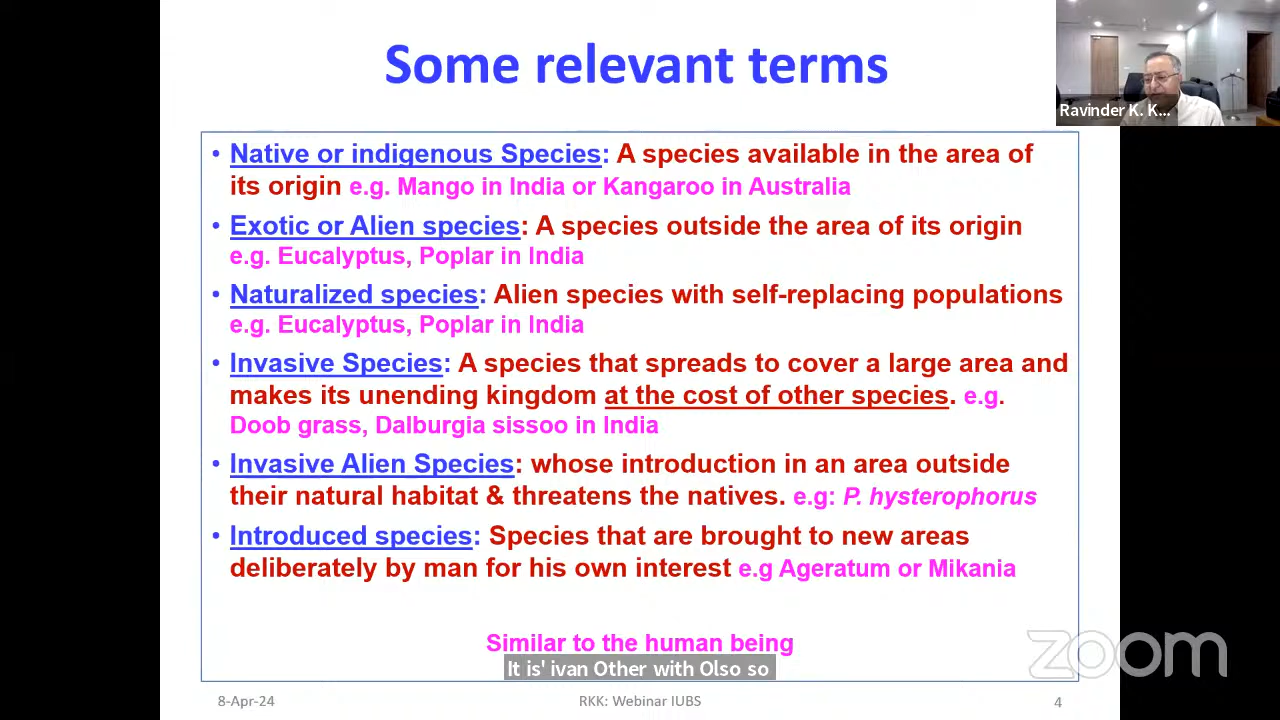 Some relevant terms
Ravinder K. K...
• Native or indigenous Species: A species available in the area of
its origin e.g. Mango in India or Kangaroo in Australia
• Exotic or Alien species: A species outside the area of its origin
e.g. Eucalyptus, Poplar in India
• Naturalized species: Alien species with self-replacing populations
e.g. Eucalyptus, Poplar in India
• Invasive Species: A species that spreads to cover a large area and
makes its unending kingdom at the cost of other species. e.g.
Doob grass, Dalburgia sissoo in India
• Invasive Alien Species: whose introduction in an area outside
their natural habitat & threatens the natives. e.g: P. hysterophorus
• Introduced species: Species that are brought to new areas
deliberately by man for his own interest e.g Ageratum or Mikania
Similar to the human being
It is' ivan Other with Olso so
zoom
8-Apr-24
RKK: Webinar IUBS
4